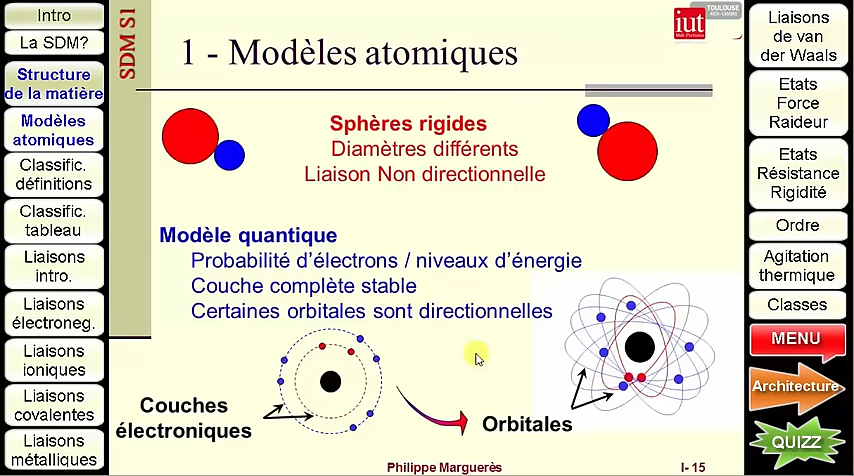 Intro
La SDM?
Structure
de la matière
Modèles
atomiques
Classific.
définitions
Classific.
tableau
Liaisons
intro.
Liaisons
électroneg.
Liaisons
ioniques
Liaisons
covalentes
Liaisons
métalliques
SDM S1
1 - Modèles atomiques
iut
TOULOUSE
Sphères rigides
Diamètres différents
Liaison Non directionnelle
Modèle quantique
Probabilité d'électrons / niveaux d'énergie
Couche complète stable
Certaines orbitales sont directionnelles
Couches
électroniques
Orbitales
Philippe Marguerès
I- 15
Liaisons
de van
der Waals
Etats
Force
Raideur
Etats
Résistance
Rigidité
Ordre
Agitation
thermique
Classes
MENU
Architecture
QUIZZ